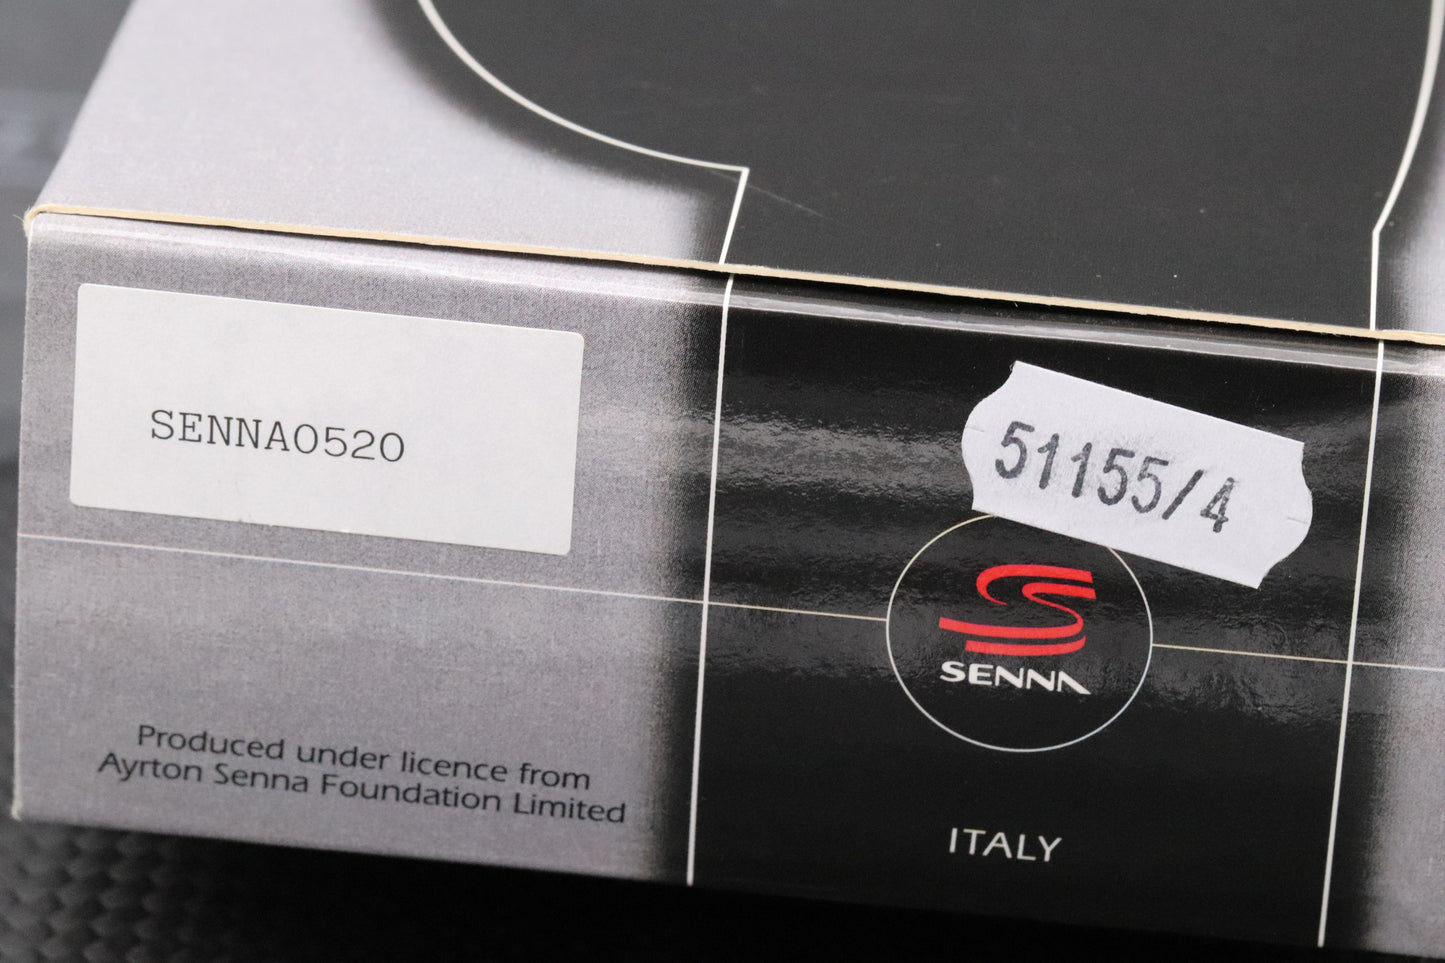 SENNA0520
51155/4
SENNA
Produced under licence from
Ayrton Senna Foundation Limited
ITALY